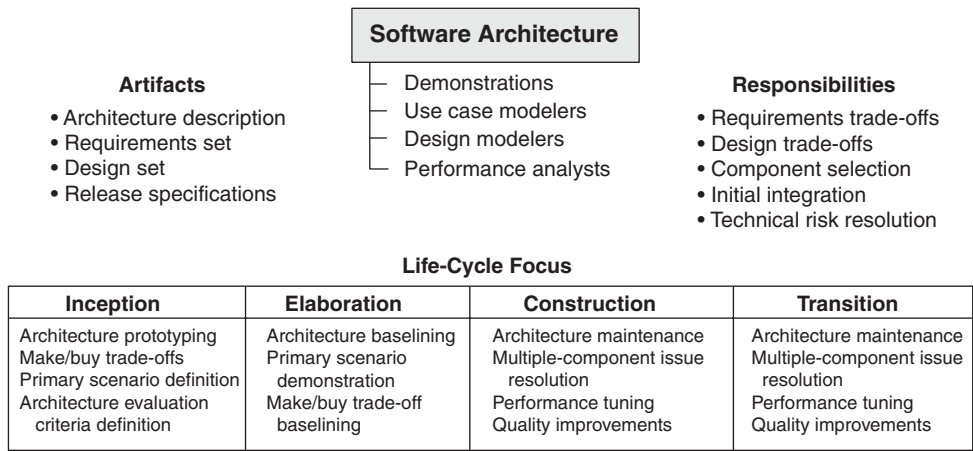 Software Architecture
Demonstrations
Use case modelers
Design modelers
Performance analysts
Artifacts
• Architecture description
• Requirements set
• Design set
• Release specifications
Responsibilities
• Requirements trade-offs
• Design trade-offs
• Component selection
• Initial integration
• Technical risk resolution
Life-Cycle Focus
Inception
Architecture prototyping
Make/buy trade-offs
Primary scenario definition
Architecture evaluation
criteria definition
Elaboration
Architecture baselining
Primary scenario
demonstration
Make/buy trade-off
baselining
Construction
Architecture maintenance
Multiple-component issue
resolution
Performance tuning
Quality improvements
Transition
Architecture maintenance
Multiple-component issue
resolution
Performance tuning
Quality improvements